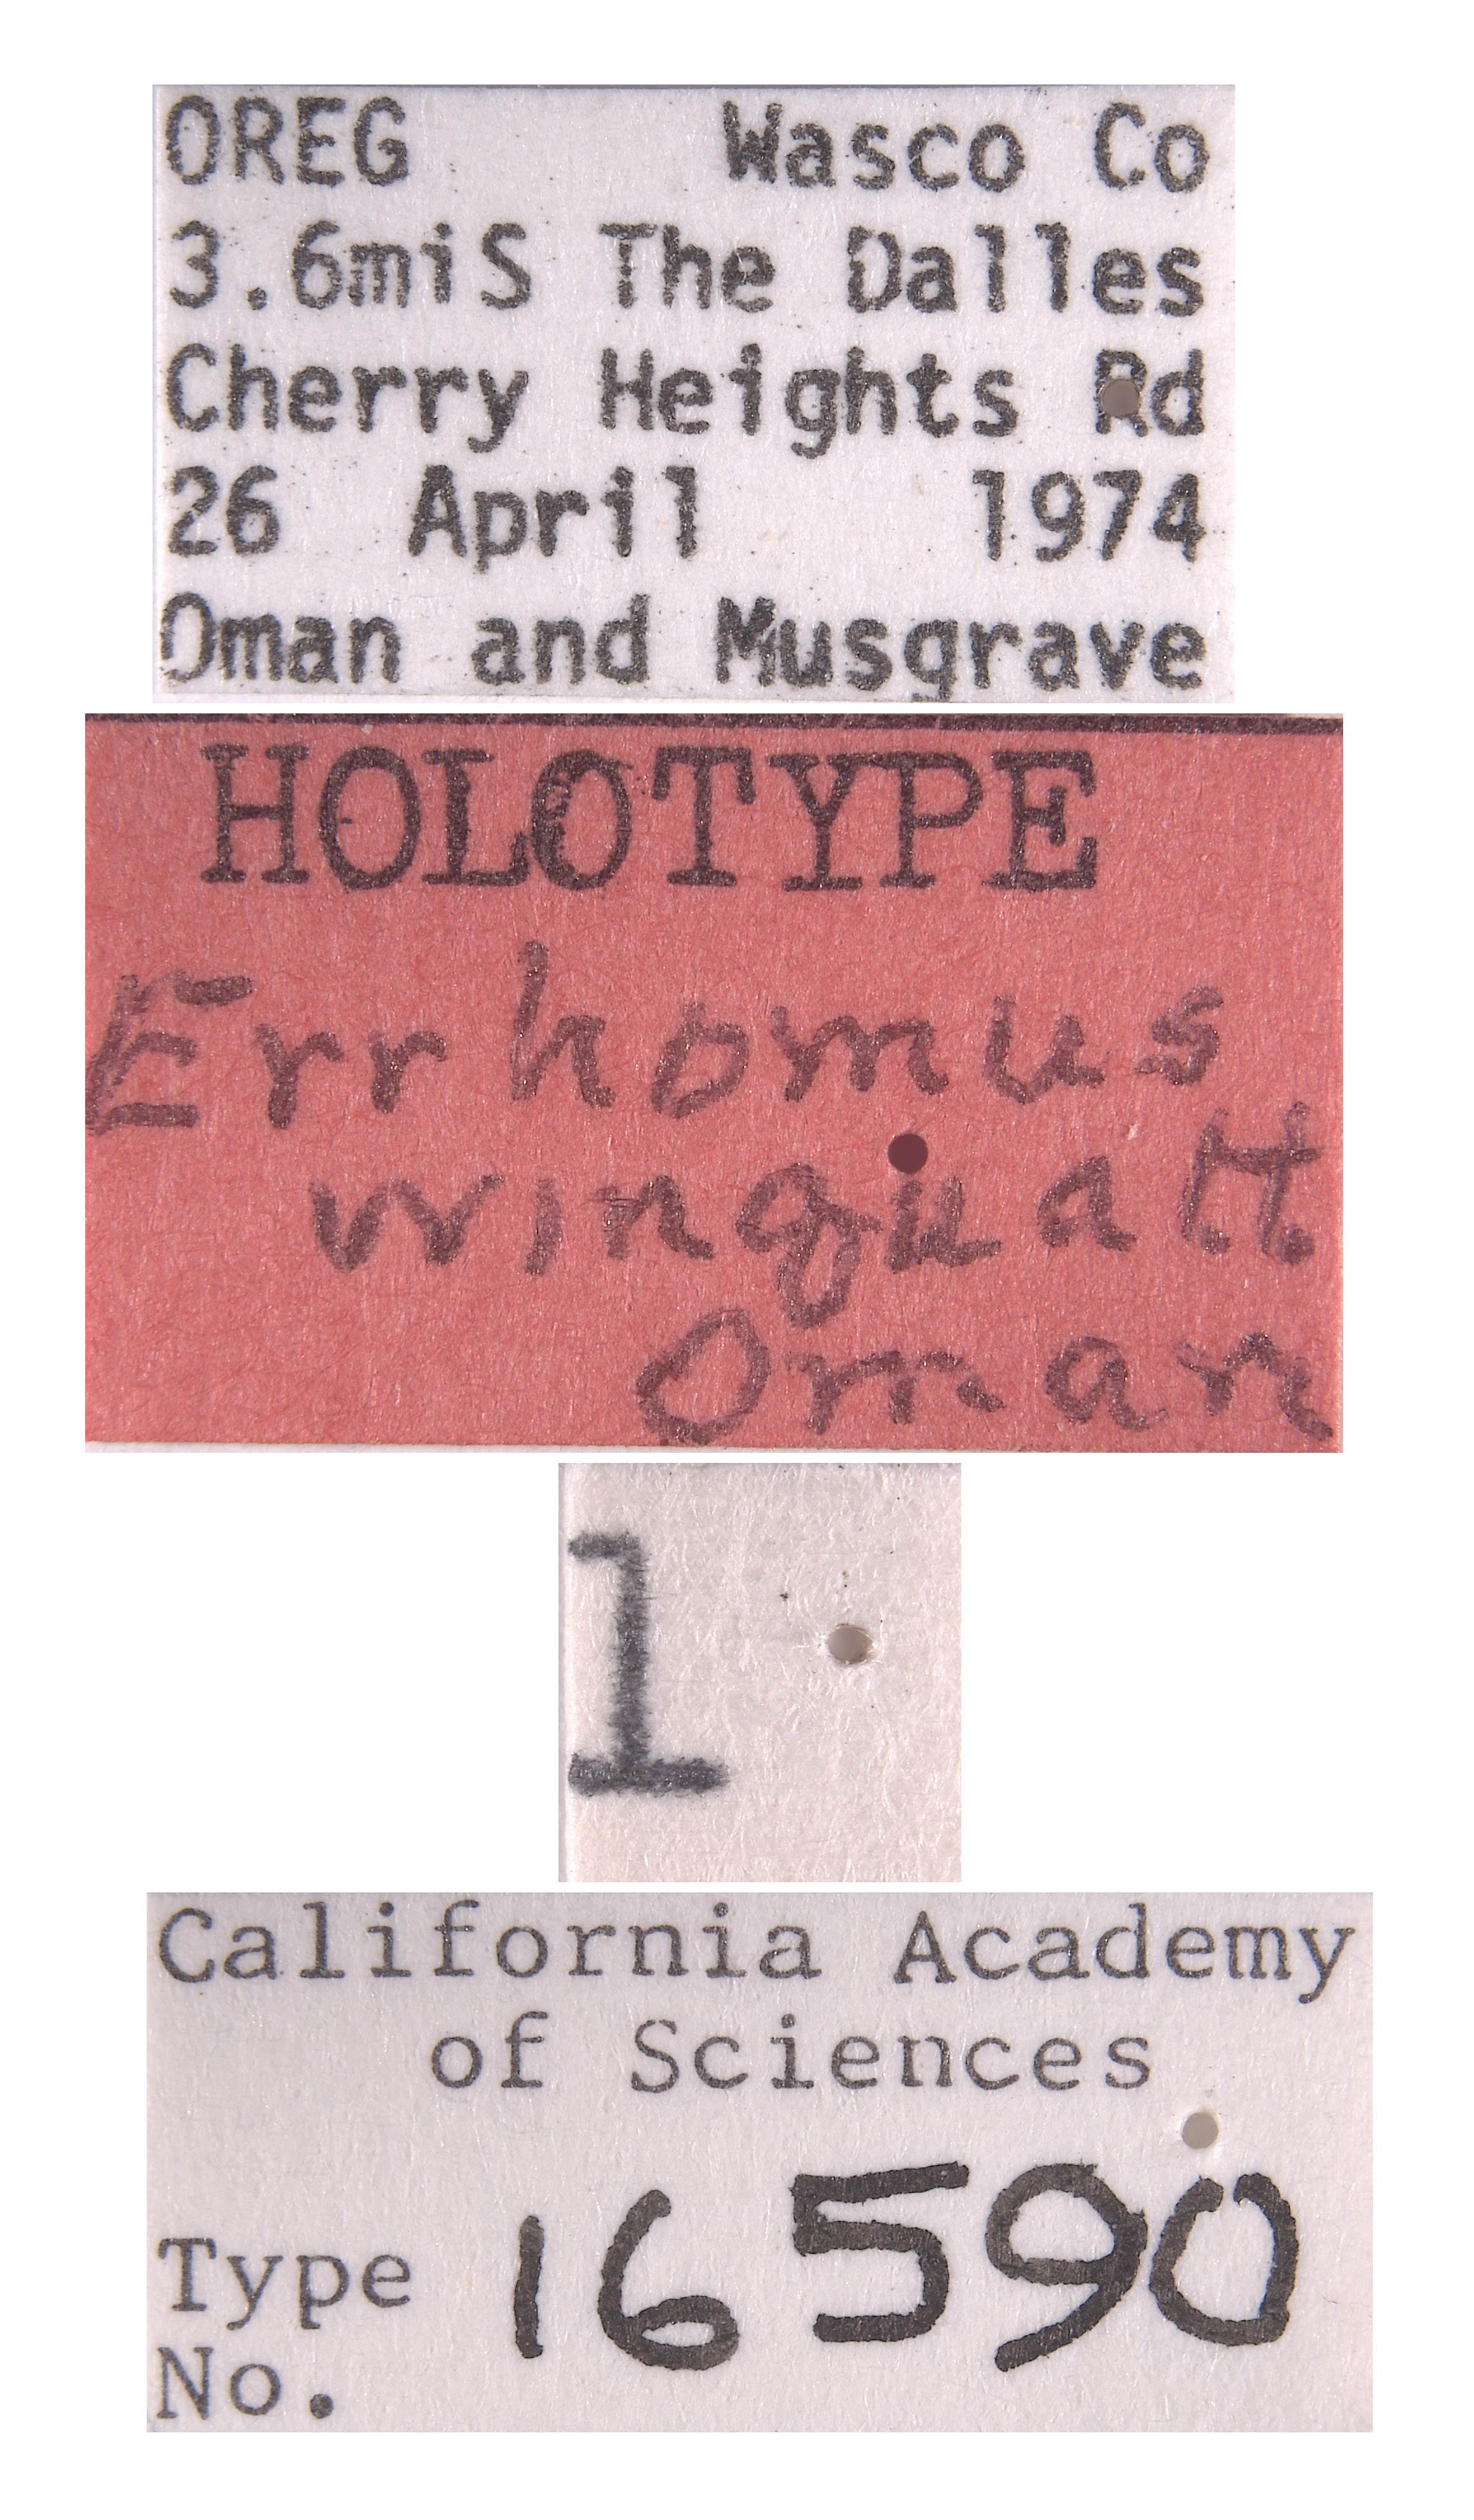 OREG Wasco Co
3.6miS The Dalles
Cherry Heights Rd
26 April 1974
Oman and Musgrave
HOLOTYPE
Errhomus
winquatt
Oman
1
California Academy
of Sciences
Type
No. 16590